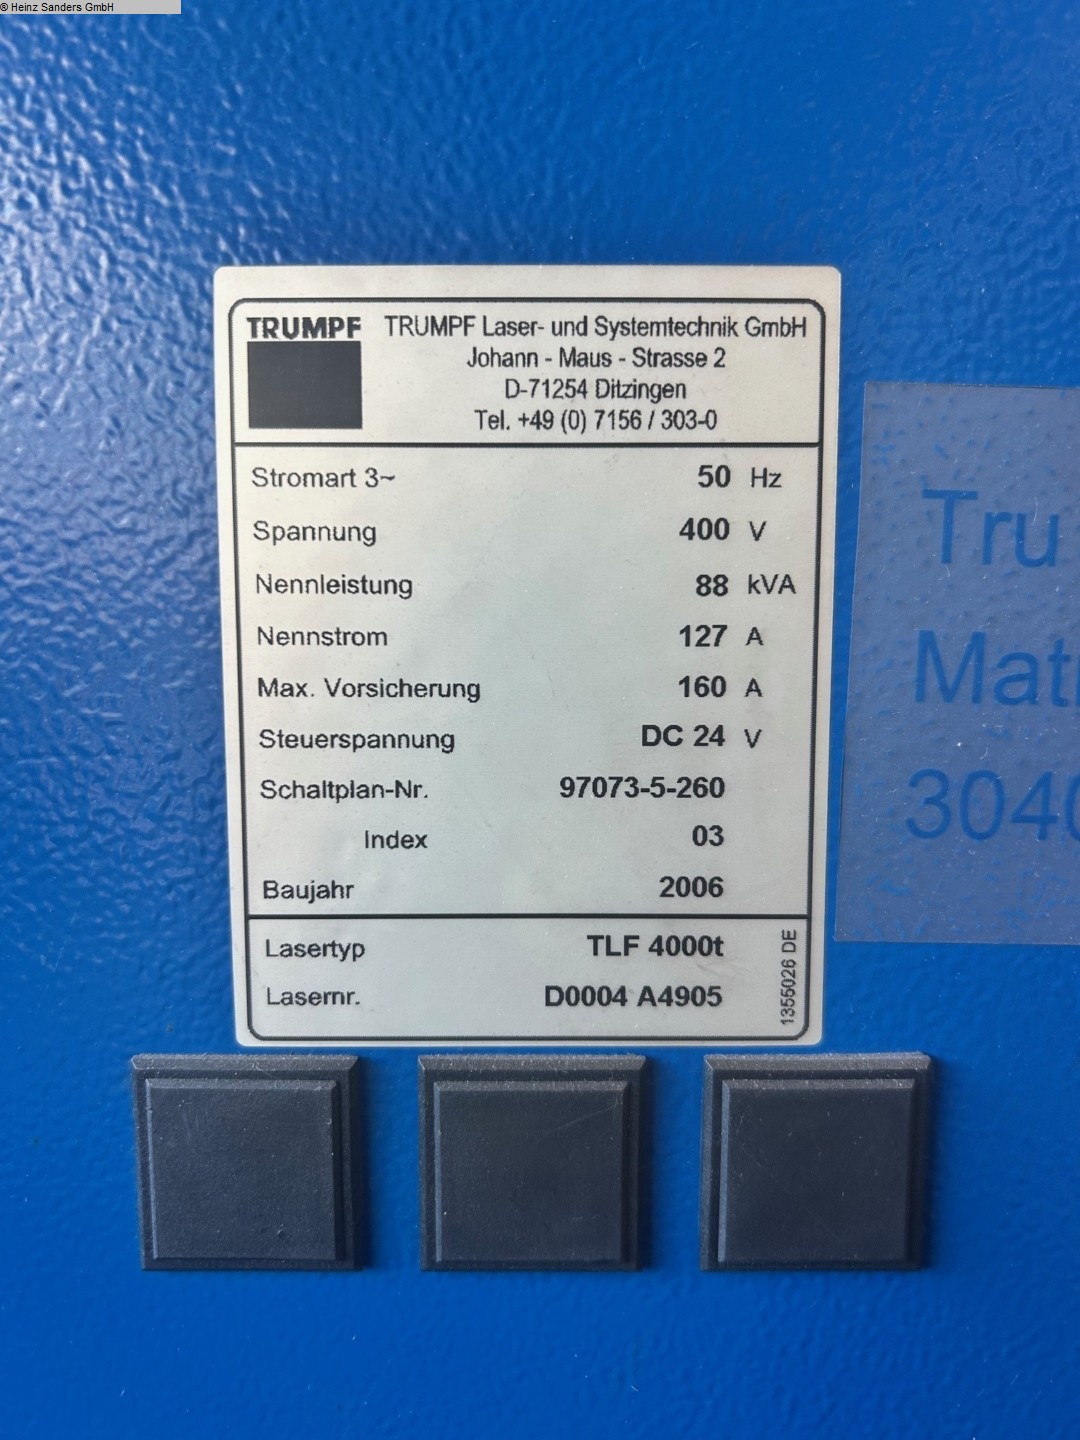 © Heinz Sanders GmbH
TRUMPF
TRUMPF Laser- und Systemtechnik GmbH
Johann - Maus - Strasse 2
D-71254 Ditzingen
Tel. +49 (0) 7156 / 303-0
Stromart 3~ 50 Hz
Spannung 400 V
Nennleistung 88 kVA
Nennstrom 127 A
Max. Vorsicherung 160 A
Steuerspannung DC 24 V
Schaltplan-Nr. 97073-5-260
Index 03
Baujahr 2006
Lasertyp TLF 4000t
Lasernr. D0004 A4905
1355026 DE
Tru